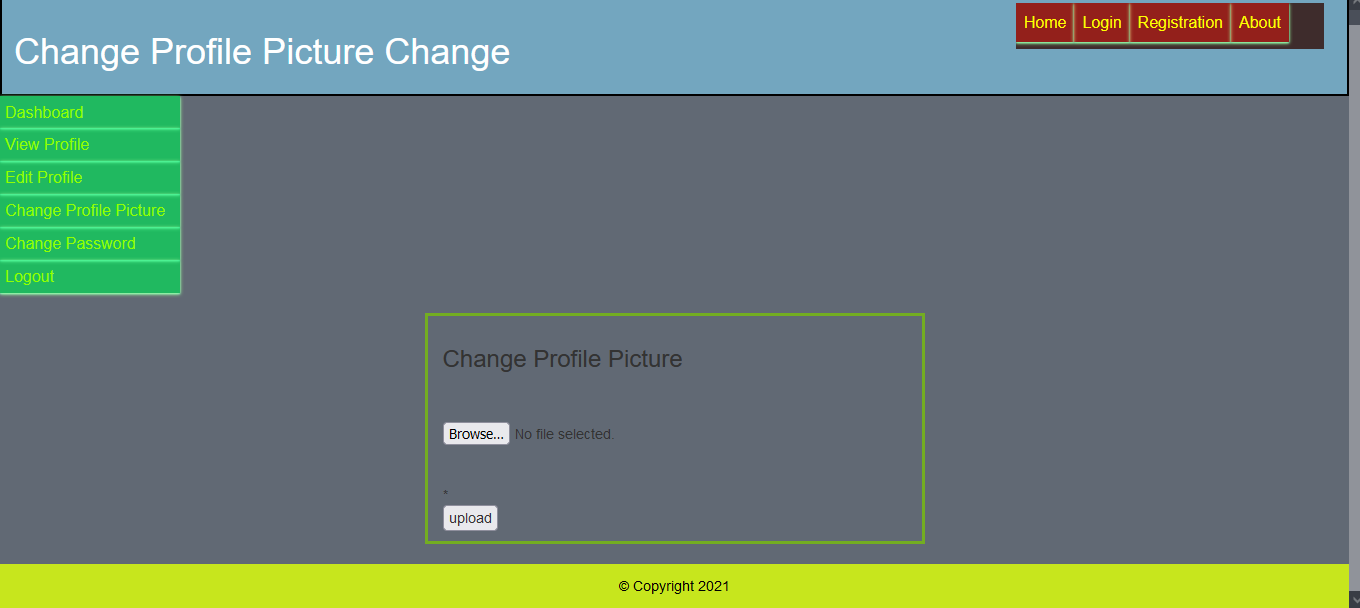 Home Login Registration About
Change Profile Picture Change
Dashboard
View Profile
Edit Profile
Change Profile Picture
Change Password
Logout
Change Profile Picture
Browse... No file selected.
*
upload
© Copyright 2021